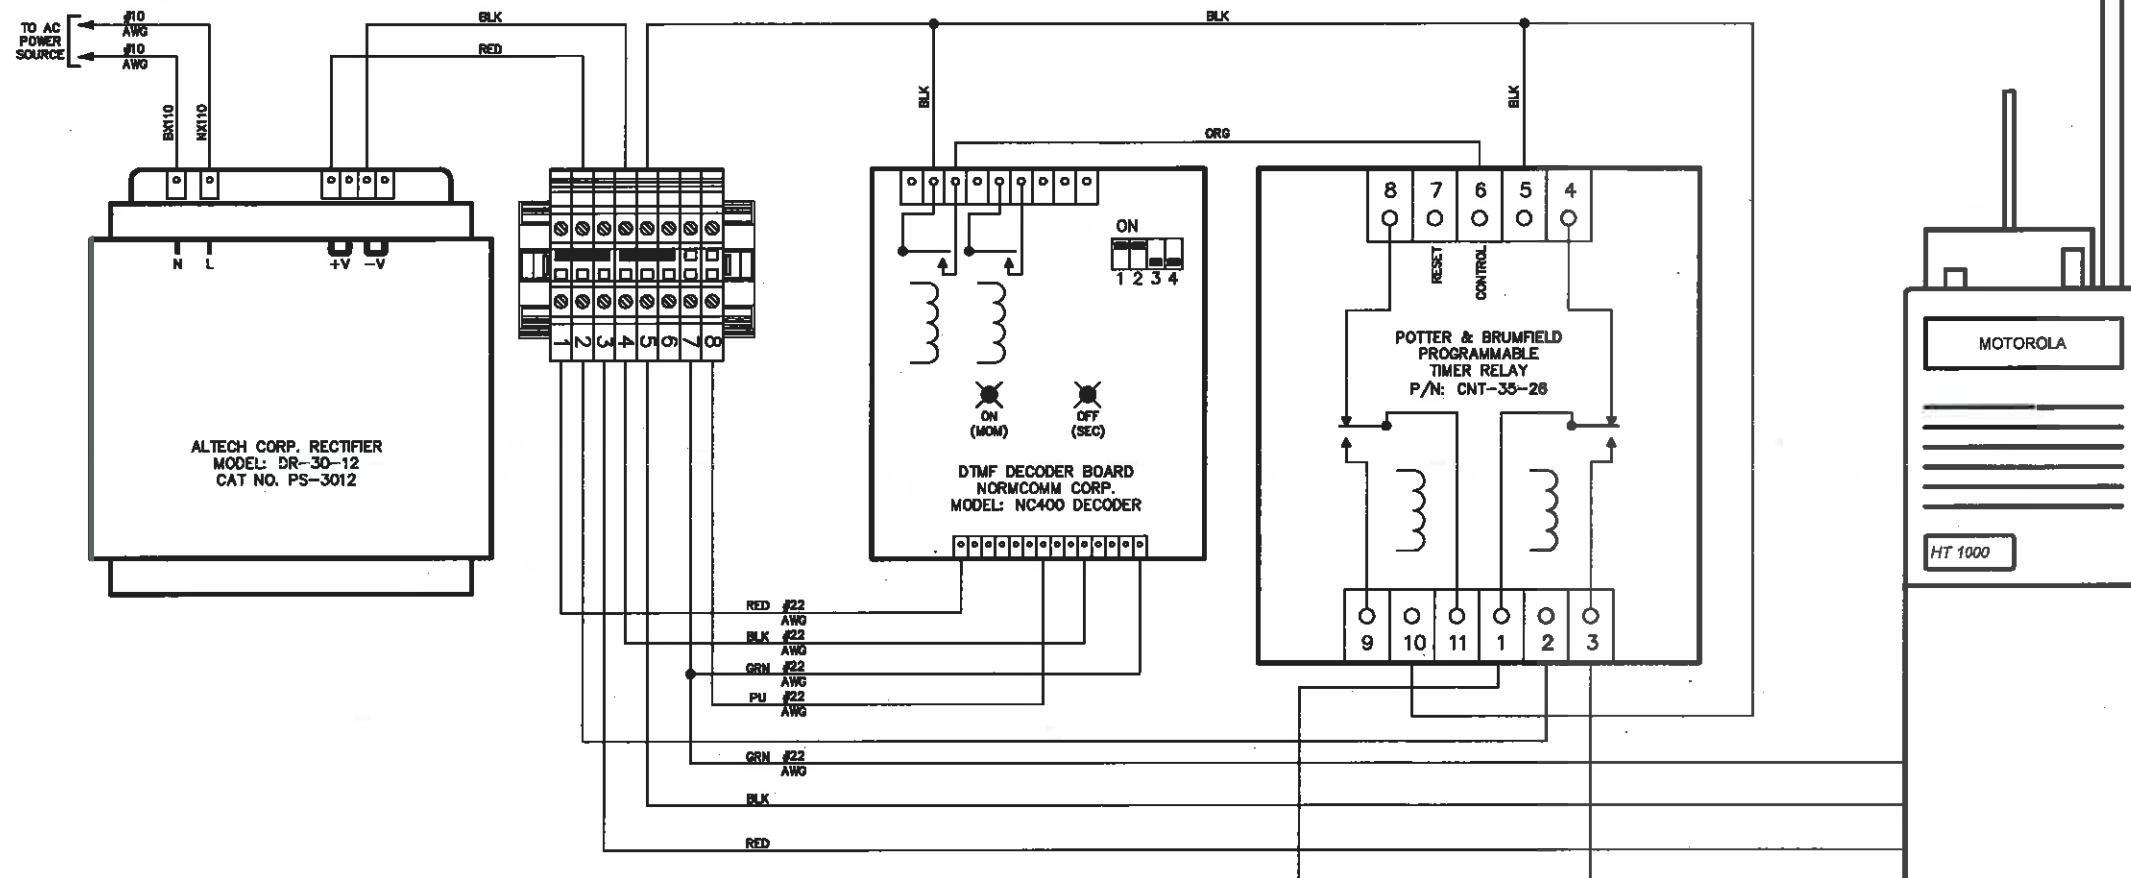 TO AC
POWER
SOURCE
#10
AWG
#10
AWG
BX110
NX110
BLK
RED
BLK
BLK
BLK
ORG
N L +V -V
ALTECH CORP. RECTIFIER
MODEL: DR-30-12
CAT NO. PS-3012
1 2 3 4 5 6 7 8
ON
1 2 3 4
ON
(MOM)
OFF
(SEC)
DTMF DECODER BOARD
NORMCOMM CORP.
MODEL: NC400 DECODER
8 7 6 5 4
RESET
CONTROL
POTTER & BRUMFIELD
PROGRAMMABLE
TIMER RELAY
P/N: CNT-35-26
9 10 11 1 2 3
MOTOROLA
HT 1000
RED #22
AWG
BLK #22
AWG
GRN #22
AWG
PU #22
AWG
GRN #22
AWG
BLK
RED